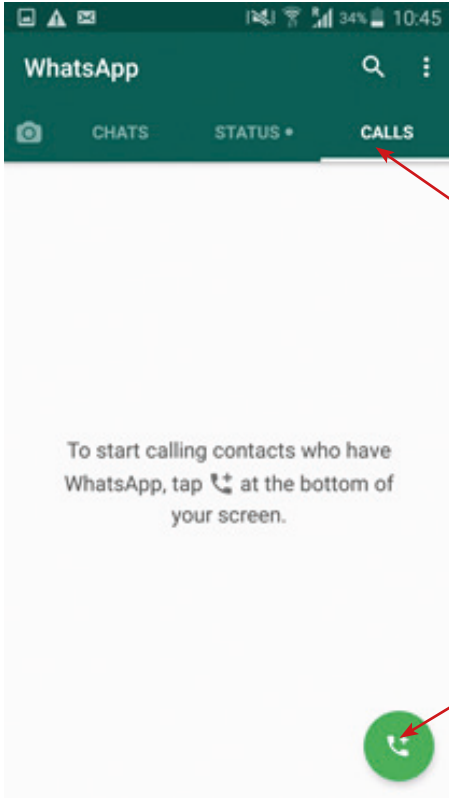 34% 10:45
WhatsApp
CHATS STATUS • CALLS
To start calling contacts who have
WhatsApp, tap at the bottom of
your screen.